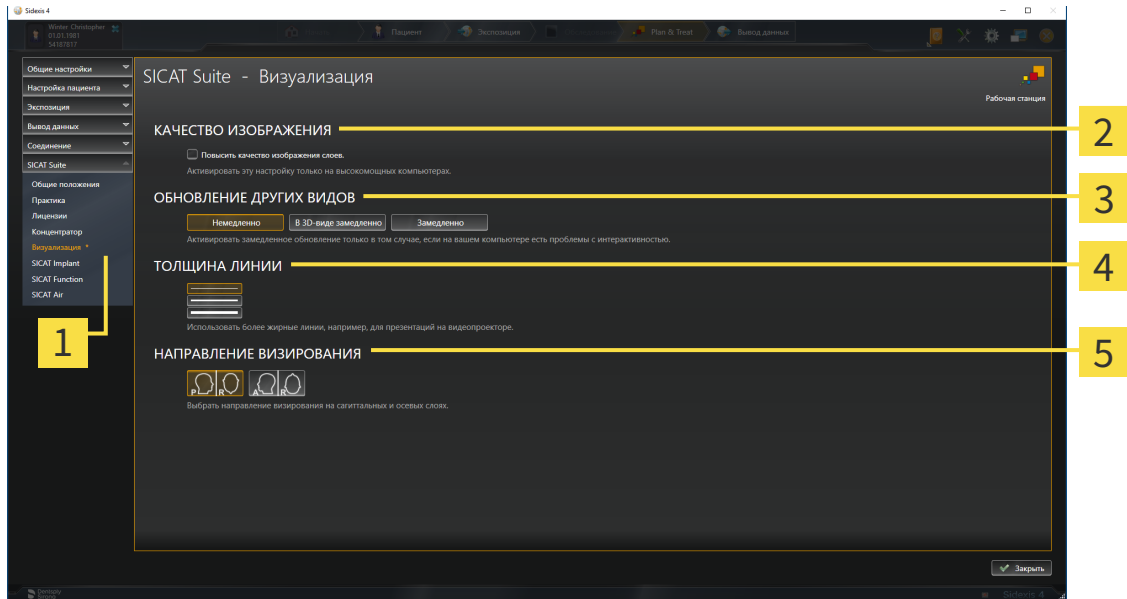 Sidexis 4
Winter Christopher
01.01.1981
54187817
Пациент
Экспозиция
Plan & Treat
Вывод данных
Общие настройки
Настройка пациента
Экспозиция
Вывод данных
Соединение
SICAT Suite
Общие положения
Практика
Лицензии
Концентратор
Визуализация *
SICAT Implant
SICAT Function
SICAT Air
1
SICAT Suite - Визуализация
Рабочая станция
КАЧЕСТВО ИЗОБРАЖЕНИЯ
2
Повысить качество изображения слоев.
Активировать эту настройку только на высокомощных компьютерах.
ОБНОВЛЕНИЕ ДРУГИХ ВИДОВ
3
Немедленно
В 3D-виде замедленно
Замедленно
Активировать замедленное обновление только в том случае, если на вашем компьютере есть проблемы с интерактивностью.
ТОЛЩИНА ЛИНИИ
4
Использовать более жирные линии, например, для презентаций на видеопроекторе.
НАПРАВЛЕНИЕ ВИЗИРОВАНИЯ
5
P R
A R
Выбрать направление визирования на сагиттальных и осевых слоях.
Закрыть
Dentsply
Sirona
Sidexis 4